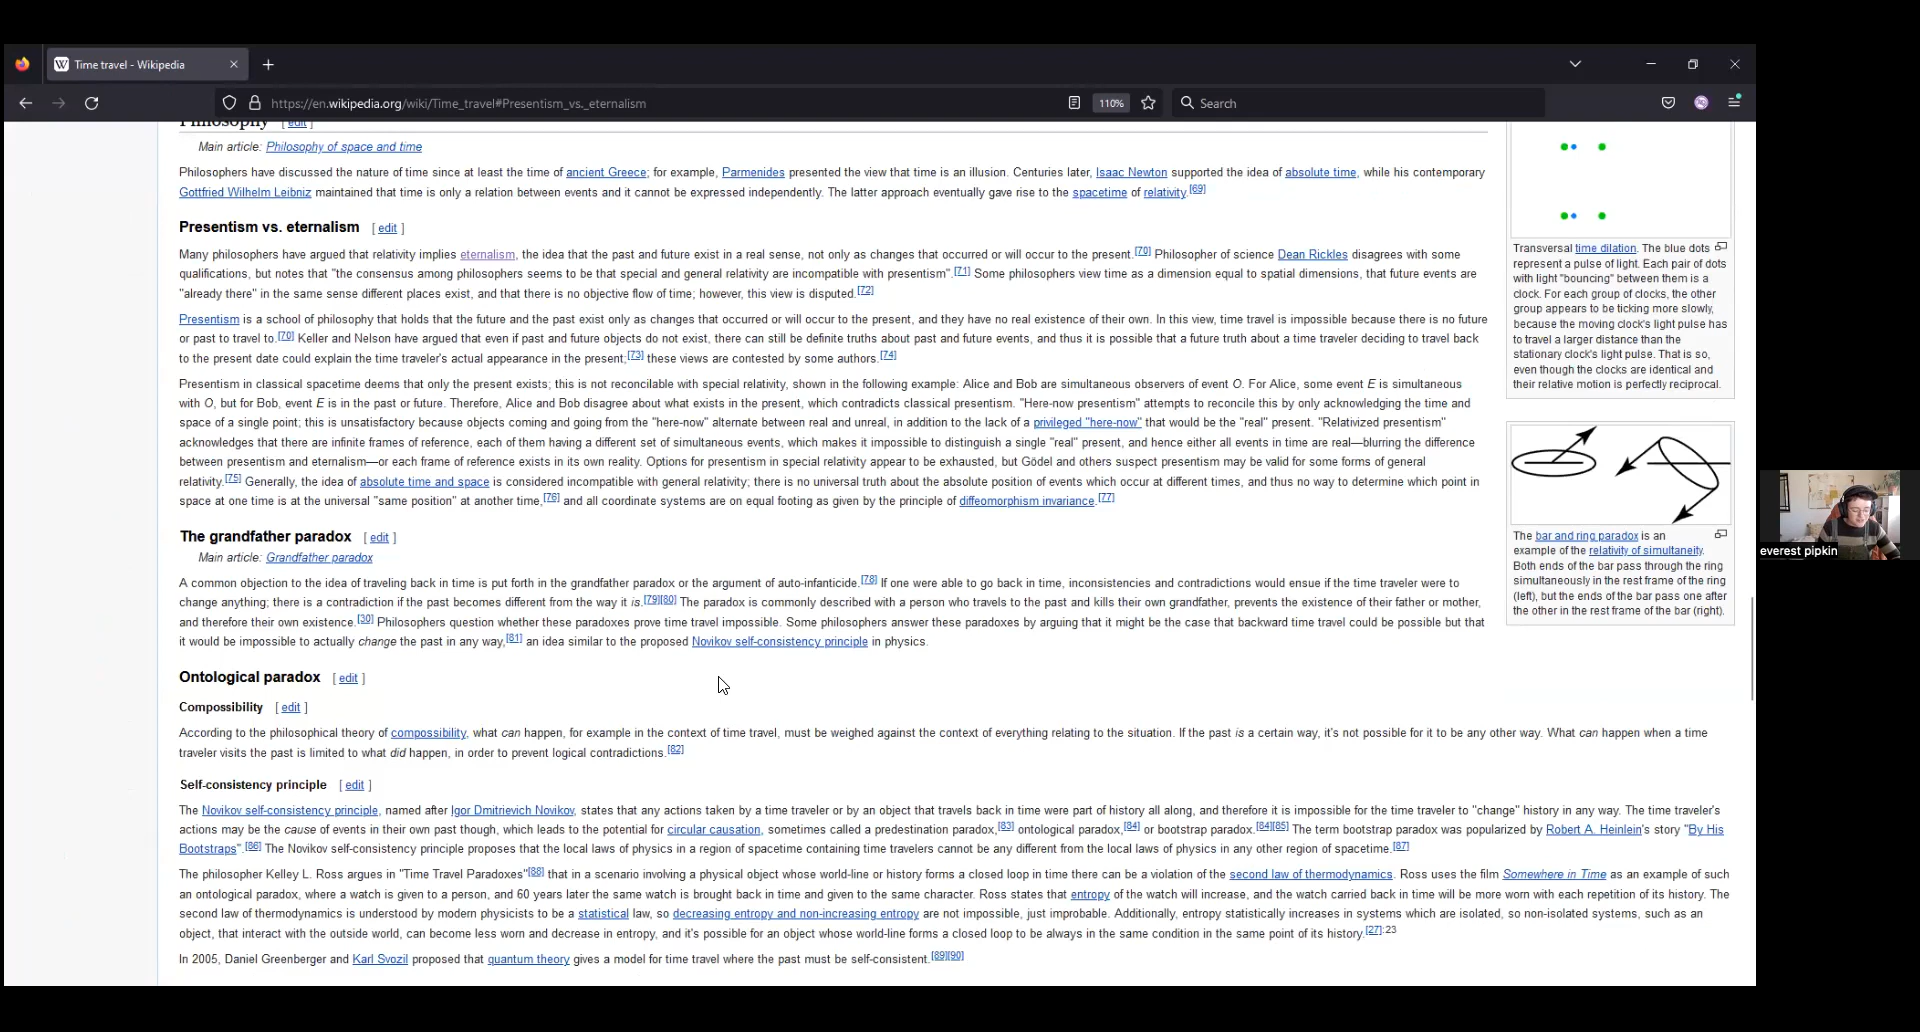 Time travel - Wikipedia
https://en.wikipedia.org/wiki/Time_travel#Presentism_vs._eternalism
110%
Search
Philosophy [ edit ]
Main article: Philosophy of space and time
Philosophers have discussed the nature of time since at least the time of ancient Greece; for example, Parmenides presented the view that time is an illusion. Centuries later, Isaac Newton supported the idea of absolute time, while his contemporary
Gottfried Wilhelm Leibniz maintained that time is only a relation between events and it cannot be expressed independently. The latter approach eventually gave rise to the spacetime of relativity.[69]
Presentism vs. eternalism [ edit ]
Many philosophers have argued that relativity implies eternalism, the idea that the past and future exist in a real sense, not only as changes that occurred or will occur to the present.[70] Philosopher of science Dean Rickles disagrees with some
qualifications, but notes that "the consensus among philosophers seems to be that special and general relativity are incompatible with presentism".[71] Some philosophers view time as a dimension equal to spatial dimensions, that future events are
"already there" in the same sense different places exist, and that there is no objective flow of time; however, this view is disputed.[72]
Presentism is a school of philosophy that holds that the future and the past exist only as changes that occurred or will occur to the present, and they have no real existence of their own. In this view, time travel is impossible because there is no future
or past to travel to.[70] Keller and Nelson have argued that even if past and future objects do not exist, there can still be definite truths about past and future events, and thus it is possible that a future truth about a time traveler deciding to travel back
to the present date could explain the time traveler's actual appearance in the present;[73] these views are contested by some authors.[74]
Presentism in classical spacetime deems that only the present exists; this is not reconcilable with special relativity, shown in the following example: Alice and Bob are simultaneous observers of event O. For Alice, some event E is simultaneous
with O, but for Bob, event E is in the past or future. Therefore, Alice and Bob disagree about what exists in the present, which contradicts classical presentism. "Here-now presentism" attempts to reconcile this by only acknowledging the time and
space of a single point; this is unsatisfactory because objects coming and going from the "here-now" alternate between real and unreal, in addition to the lack of a privileged "here-now" that would be the "real" present. "Relativized presentism"
acknowledges that there are infinite frames of reference, each of them having a different set of simultaneous events, which makes it impossible to distinguish a single "real" present, and hence either all events in time are real—blurring the difference
between presentism and eternalism—or each frame of reference exists in its own reality. Options for presentism in special relativity appear to be exhausted, but Gödel and others suspect presentism may be valid for some forms of general
relativity.[75] Generally, the idea of absolute time and space is considered incompatible with general relativity; there is no universal truth about the absolute position of events which occur at different times, and thus no way to determine which point in
space at one time is at the universal "same position" at another time,[76] and all coordinate systems are on equal footing as given by the principle of diffeomorphism invariance.[77]
The grandfather paradox [ edit ]
Main article: Grandfather paradox
A common objection to the idea of traveling back in time is put forth in the grandfather paradox or the argument of auto-infanticide.[78] If one were able to go back in time, inconsistencies and contradictions would ensue if the time traveler were to
change anything; there is a contradiction if the past becomes different from the way it is.[79][80] The paradox is commonly described with a person who travels to the past and kills their own grandfather, prevents the existence of their father or mother,
and therefore their own existence.[30] Philosophers question whether these paradoxes prove time travel impossible. Some philosophers answer these paradoxes by arguing that it might be the case that backward time travel could be possible but that
it would be impossible to actually change the past in any way,[81] an idea similar to the proposed Novikov self-consistency principle in physics.
Ontological paradox [ edit ]
Compossibility [ edit ]
According to the philosophical theory of compossibility, what can happen, for example in the context of time travel, must be weighed against the context of everything relating to the situation. If the past is a certain way, it's not possible for it to be any other way. What can happen when a time
traveler visits the past is limited to what did happen, in order to prevent logical contradictions.[82]
Self-consistency principle [ edit ]
The Novikov self-consistency principle, named after Igor Dmitrievich Novikov, states that any actions taken by a time traveler or by an object that travels back in time were part of history all along, and therefore it is impossible for the time traveler to "change" history in any way. The time traveler's
actions may be the cause of events in their own past though, which leads to the potential for circular causation, sometimes called a predestination paradox,[83] ontological paradox,[84] or bootstrap paradox.[84][85] The term bootstrap paradox was popularized by Robert A. Heinlein's story "By His
Bootstraps".[86] The Novikov self-consistency principle proposes that the local laws of physics in a region of spacetime containing time travelers cannot be any different from the local laws of physics in any other region of spacetime.[87]
The philosopher Kelley L. Ross argues in "Time Travel Paradoxes"[88] that in a scenario involving a physical object whose world-line or history forms a closed loop in time there can be a violation of the second law of thermodynamics. Ross uses the film Somewhere in Time as an example of such
an ontological paradox, where a watch is given to a person, and 60 years later the same watch is brought back in time and given to the same character. Ross states that entropy of the watch will increase, and the watch carried back in time will be more worn with each repetition of its history. The
second law of thermodynamics is understood by modern physicists to be a statistical law, so decreasing entropy and non-increasing entropy are not impossible, just improbable. Additionally, entropy statistically increases in systems which are isolated, so non-isolated systems, such as an
object, that interact with the outside world, can become less worn and decrease in entropy, and it's possible for an object whose world-line forms a closed loop to be always in the same condition in the same point of its history.[27]:23
In 2005, Daniel Greenberger and Karl Svozil proposed that quantum theory gives a model for time travel where the past must be self-consistent.[89][90]
Transversal time dilation. The blue dots
represent a pulse of light. Each pair of dots
with light "bouncing" between them is a
clock. For each group of clocks, the other
group appears to be ticking more slowly,
because the moving clock's light pulse has
to travel a larger distance than the
stationary clock's light pulse. That is so,
even though the clocks are identical and
their relative motion is perfectly reciprocal.
The bar and ring paradox is an
example of the relativity of simultaneity.
Both ends of the bar pass through the ring
simultaneously in the rest frame of the ring
(left), but the ends of the bar pass one after
the other in the rest frame of the bar (right).
everest pipkin